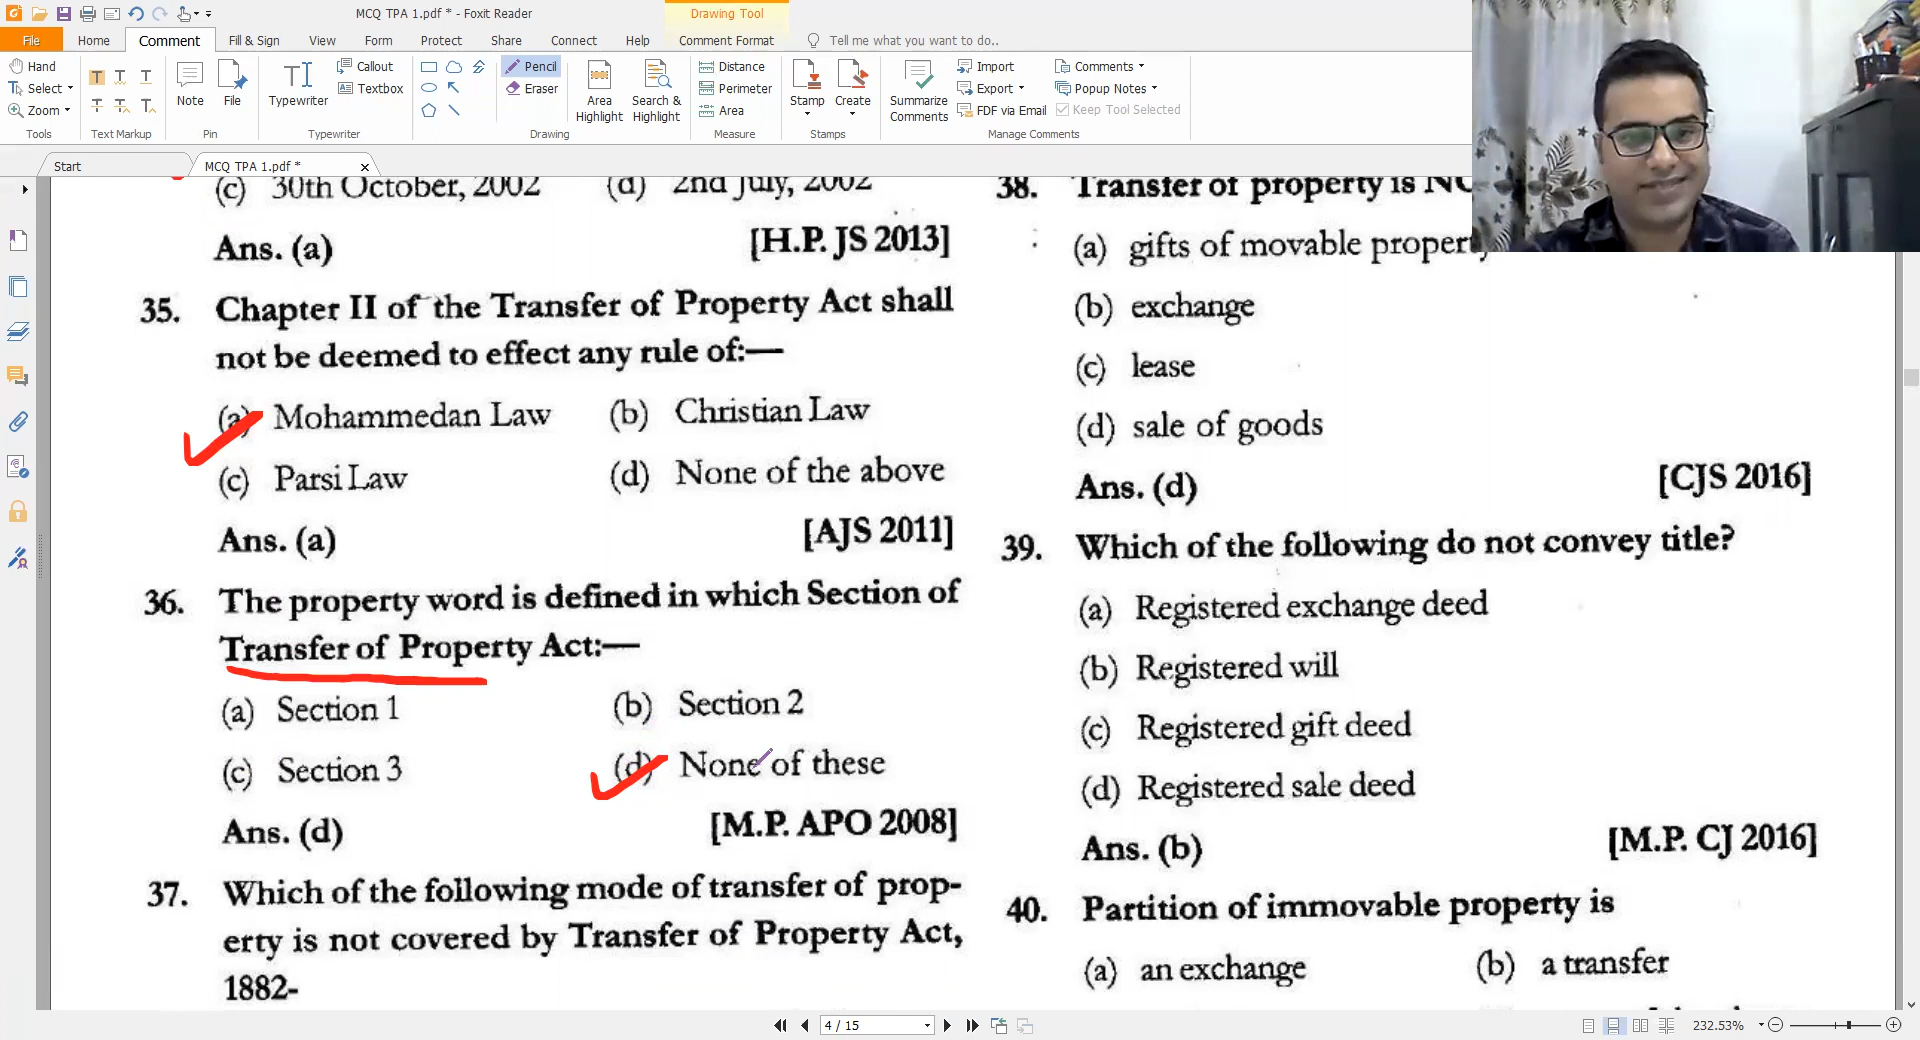 MCQ TPA 1.pdf * - Foxit Reader
Drawing Tool
File
Home
Comment
Fill & Sign
View
Form
Protect
Share
Connect
Help
Comment Format
Tell me what you want to do..
Hand
Select
Zoom
Tools
Text Markup
Note
File
Pin
Typewriter
Callout
Textbox
Typewriter
Pencil
Eraser
Area Highlight
Search & Highlight
Drawing
Distance
Perimeter
Area
Measure
Stamp
Create
Stamps
Summarize Comments
Import
Export
FDF via Email
Comments
Popup Notes
Keep Tool Selected
Manage Comments
Start
MCQ TPA 1.pdf *
(c) 30th October, 2002 (d) 2nd July, 2002
Ans. (a) [H.P. JS 2013]
35. Chapter II of the Transfer of Property Act shall
not be deemed to effect any rule of:—
(a) Mohammedan Law (b) Christian Law
(c) Parsi Law (d) None of the above
Ans. (a) [AJS 2011]
36. The property word is defined in which Section of
Transfer of Property Act:—
(a) Section 1 (b) Section 2
(c) Section 3 (d) None of these
Ans. (d) [M.P. APO 2008]
37. Which of the following mode of transfer of prop-
erty is not covered by Transfer of Property Act,
1882-
38. Transfer of property is
(a) gifts of movable property
(b) exchange
(c) lease
(d) sale of goods
Ans. (d) [CJS 2016]
39. Which of the following do not convey title?
(a) Registered exchange deed
(b) Registered will
(c) Registered gift deed
(d) Registered sale deed
Ans. (b) [M.P. CJ 2016]
40. Partition of immovable property is
(a) an exchange (b) a transfer
4 / 15
232.53%